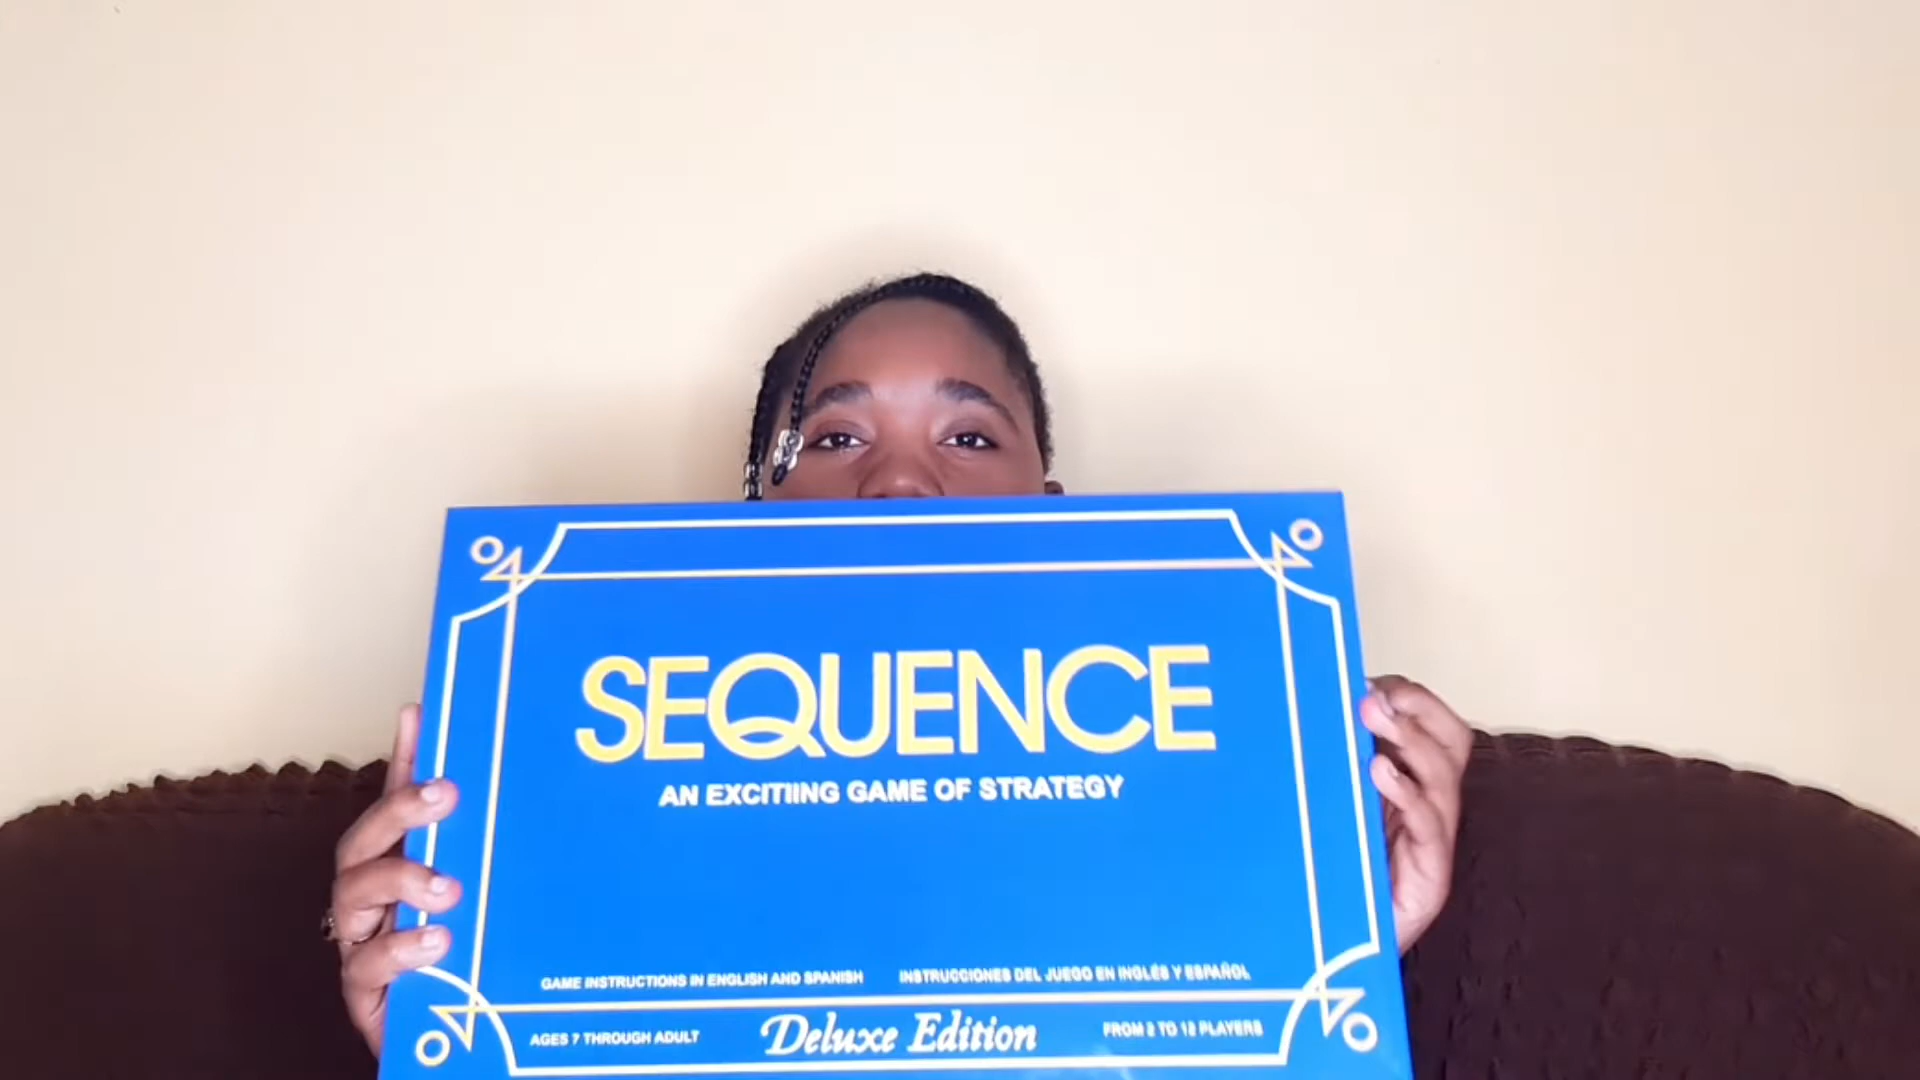 SEQUENCE
AN EXCITIING GAME OF STRATEGY
GAME INSTRUCTIONS IN ENGLISH AND SPANISH INSTRUCCIONES DEL JUEGO EN INGLÉS Y ESPAÑOL
AGES 7 THROUGH ADULT Deluxe Edition FROM 2 TO 12 PLAYERS